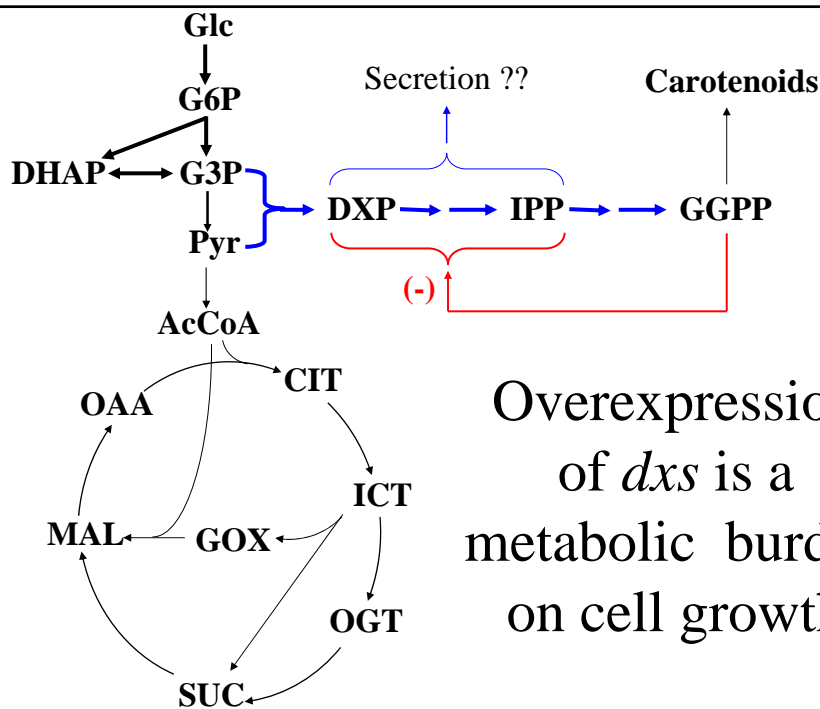 Glc
Secretion ??
Carotenoids
G6P
DHAP
G3P
DXP
IPP
GGPP
Pyr
(-)
AcCoA
CIT
OAA
Overexpressio
of dxs is a
ICT
MAL
GOX
metabolic burd
OGT
on cell growt
SUC